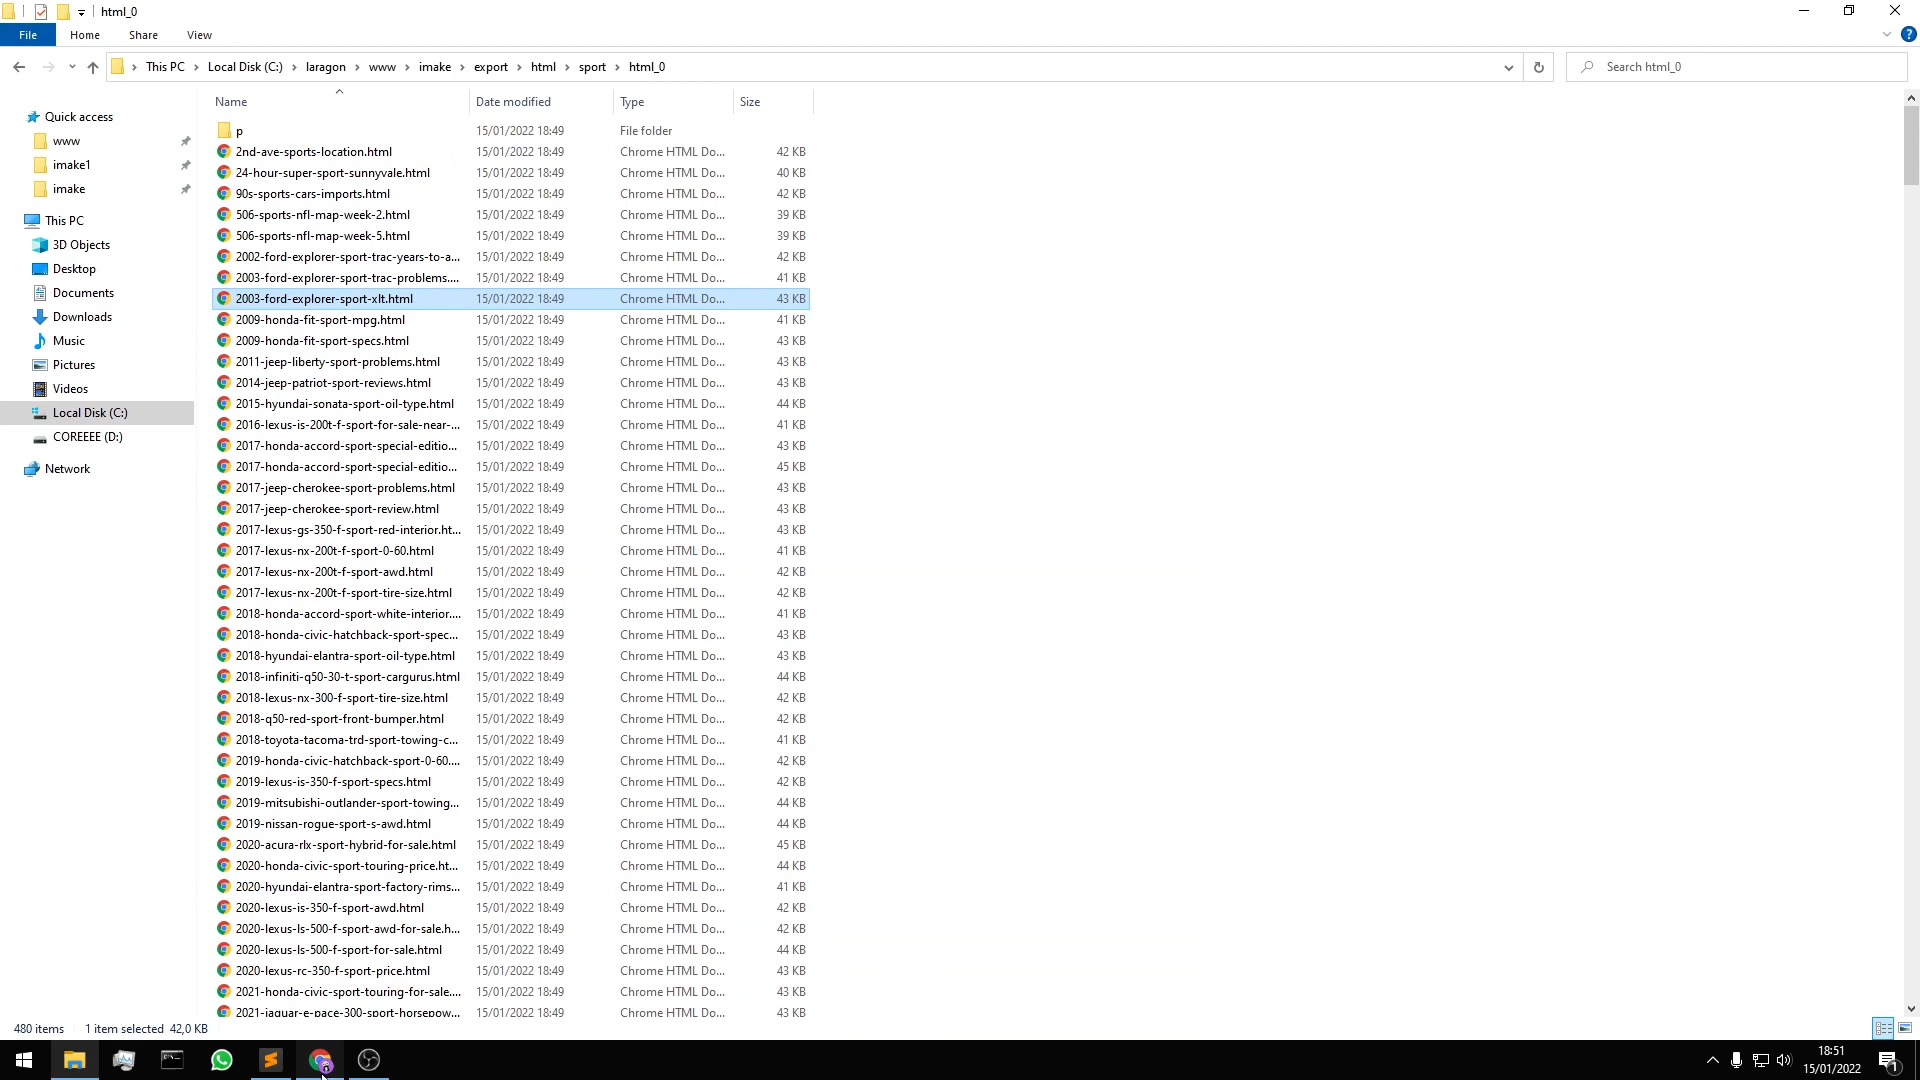 html_0
File Home Share View
This PC Local Disk (C:) laragon www imake export html sport html_0
Search html_0
Name Date modified Type Size
Quick access
www
imake1
imake
This PC
3D Objects
Desktop
Documents
Downloads
Music
Pictures
Videos
Local Disk (C:)
COREEEE (D:)
Network
p 15/01/2022 18:49 File folder
2nd-ave-sports-location.html 15/01/2022 18:49 Chrome HTML Do... 42 KB
24-hour-super-sport-sunnyvale.html 15/01/2022 18:49 Chrome HTML Do... 40 KB
90s-sports-cars-imports.html 15/01/2022 18:49 Chrome HTML Do... 42 KB
506-sports-nfl-map-week-2.html 15/01/2022 18:49 Chrome HTML Do... 39 KB
506-sports-nfl-map-week-5.html 15/01/2022 18:49 Chrome HTML Do... 39 KB
2002-ford-explorer-sport-trac-years-to-a... 15/01/2022 18:49 Chrome HTML Do... 42 KB
2003-ford-explorer-sport-trac-problems.... 15/01/2022 18:49 Chrome HTML Do... 41 KB
2003-ford-explorer-sport-xlt.html 15/01/2022 18:49 Chrome HTML Do... 43 KB
2009-honda-fit-sport-mpg.html 15/01/2022 18:49 Chrome HTML Do... 41 KB
2009-honda-fit-sport-specs.html 15/01/2022 18:49 Chrome HTML Do... 43 KB
2011-jeep-liberty-sport-problems.html 15/01/2022 18:49 Chrome HTML Do... 43 KB
2014-jeep-patriot-sport-reviews.html 15/01/2022 18:49 Chrome HTML Do... 43 KB
2015-hyundai-sonata-sport-oil-type.html 15/01/2022 18:49 Chrome HTML Do... 44 KB
2016-lexus-is-200t-f-sport-for-sale-near-... 15/01/2022 18:49 Chrome HTML Do... 41 KB
2017-honda-accord-sport-special-editio... 15/01/2022 18:49 Chrome HTML Do... 43 KB
2017-honda-accord-sport-special-editio... 15/01/2022 18:49 Chrome HTML Do... 45 KB
2017-jeep-cherokee-sport-problems.html 15/01/2022 18:49 Chrome HTML Do... 43 KB
2017-jeep-cherokee-sport-review.html 15/01/2022 18:49 Chrome HTML Do... 43 KB
2017-lexus-gs-350-f-sport-red-interior.ht... 15/01/2022 18:49 Chrome HTML Do... 43 KB
2017-lexus-nx-200t-f-sport-0-60.html 15/01/2022 18:49 Chrome HTML Do... 41 KB
2017-lexus-nx-200t-f-sport-awd.html 15/01/2022 18:49 Chrome HTML Do... 42 KB
2017-lexus-nx-200t-f-sport-tire-size.html 15/01/2022 18:49 Chrome HTML Do... 42 KB
2018-honda-accord-sport-white-interior.... 15/01/2022 18:49 Chrome HTML Do... 41 KB
2018-honda-civic-hatchback-sport-spec... 15/01/2022 18:49 Chrome HTML Do... 43 KB
2018-hyundai-elantra-sport-oil-type.html 15/01/2022 18:49 Chrome HTML Do... 43 KB
2018-infiniti-q50-30-t-sport-cargurus.html 15/01/2022 18:49 Chrome HTML Do... 44 KB
2018-lexus-nx-300-f-sport-tire-size.html 15/01/2022 18:49 Chrome HTML Do... 42 KB
2018-q50-red-sport-front-bumper.html 15/01/2022 18:49 Chrome HTML Do... 42 KB
2018-toyota-tacoma-trd-sport-towing-c... 15/01/2022 18:49 Chrome HTML Do... 41 KB
2019-honda-civic-hatchback-sport-0-60.... 15/01/2022 18:49 Chrome HTML Do... 42 KB
2019-lexus-is-350-f-sport-specs.html 15/01/2022 18:49 Chrome HTML Do... 42 KB
2019-mitsubishi-outlander-sport-towing... 15/01/2022 18:49 Chrome HTML Do... 44 KB
2019-nissan-rogue-sport-s-awd.html 15/01/2022 18:49 Chrome HTML Do... 44 KB
2020-acura-rlx-sport-hybrid-for-sale.html 15/01/2022 18:49 Chrome HTML Do... 45 KB
2020-honda-civic-sport-touring-price.ht... 15/01/2022 18:49 Chrome HTML Do... 44 KB
2020-hyundai-elantra-sport-factory-rims... 15/01/2022 18:49 Chrome HTML Do... 41 KB
2020-lexus-is-350-f-sport-awd.html 15/01/2022 18:49 Chrome HTML Do... 42 KB
2020-lexus-ls-500-f-sport-awd-for-sale.h... 15/01/2022 18:49 Chrome HTML Do... 42 KB
2020-lexus-ls-500-f-sport-for-sale.html 15/01/2022 18:49 Chrome HTML Do... 44 KB
2020-lexus-rc-350-f-sport-price.html 15/01/2022 18:49 Chrome HTML Do... 43 KB
2021-honda-civic-sport-touring-for-sale.... 15/01/2022 18:49 Chrome HTML Do... 43 KB
2021-jaguar-e-pace-300-sport-horsepow... 15/01/2022 18:49 Chrome HTML Do... 43 KB
480 items 1 item selected 42,0 KB
18:51
15/01/2022
1